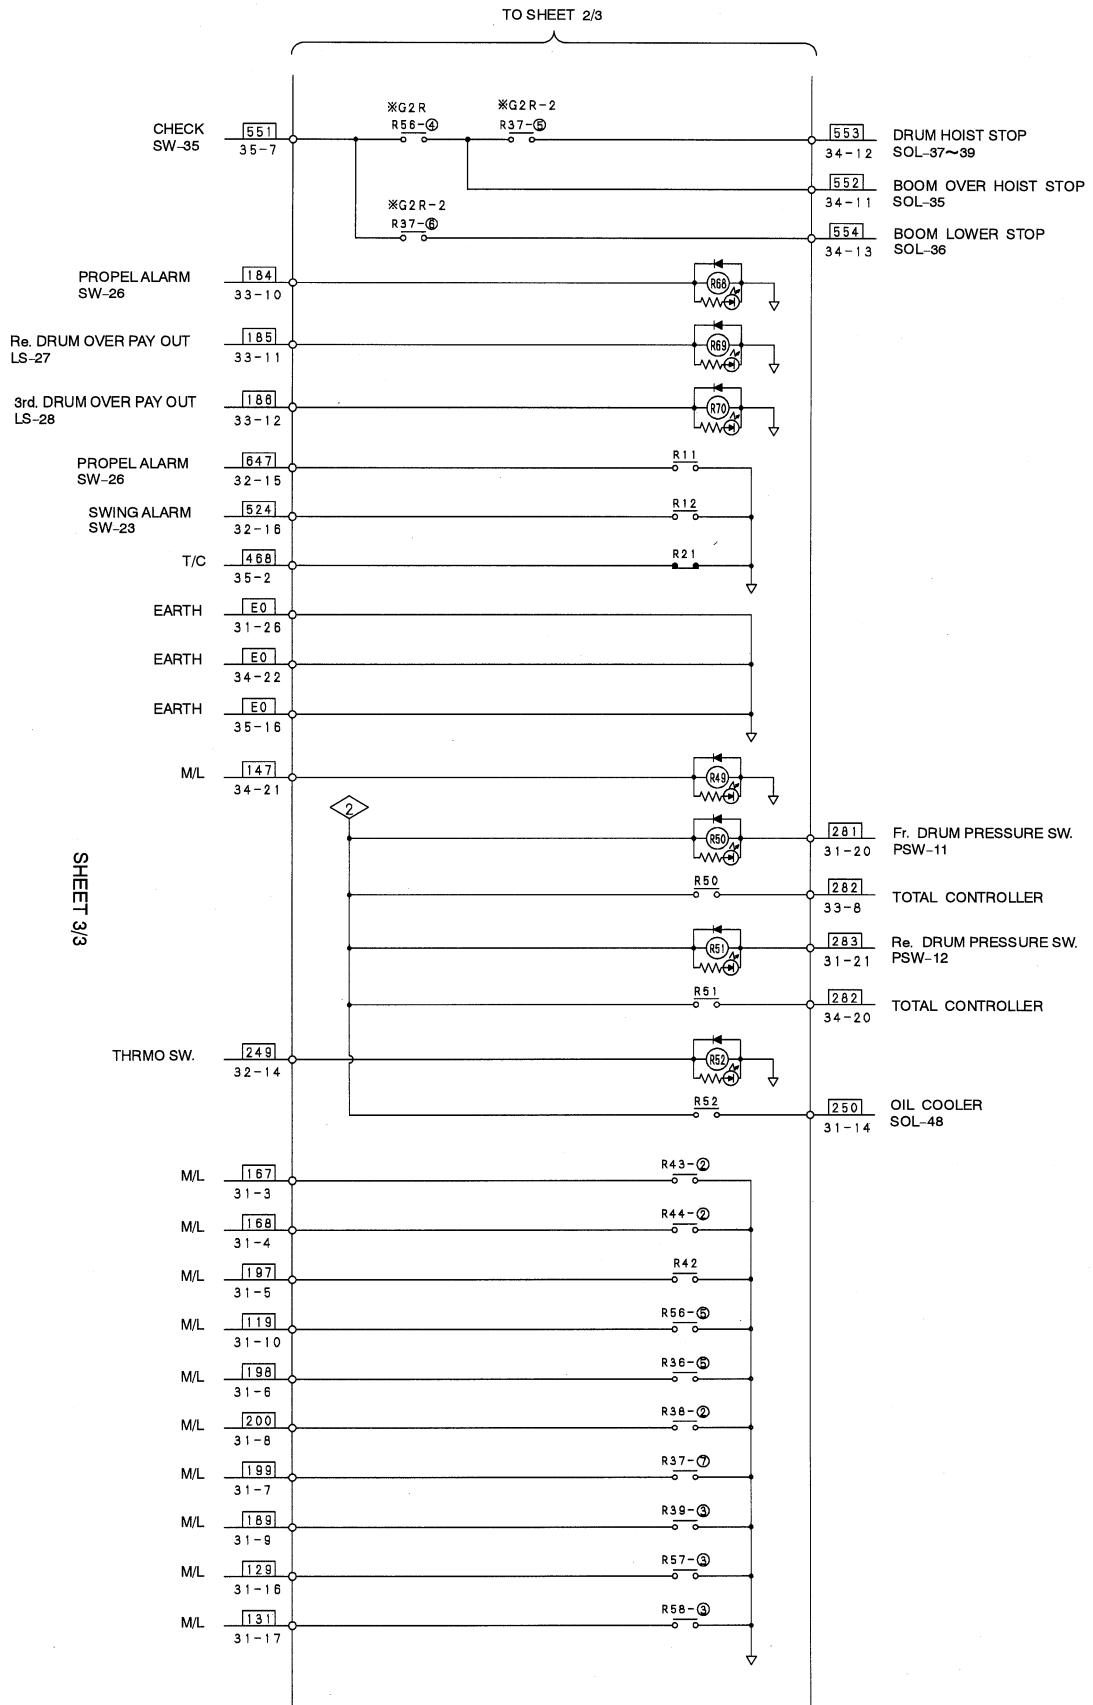 TO SHEET 2/3
※G2R
※G2R-2
CHECK
SW-35
551
35-7
R56-④
R37-⑤
553
34-12
DRUM HOIST STOP
SOL-37～39
552
34-11
BOOM OVER HOIST STOP
SOL-35
※G2R-2
R37-⑥
554
34-13
BOOM LOWER STOP
SOL-36
PROPEL ALARM
SW-26
184
33-10
R68
Re. DRUM OVER PAY OUT
LS-27
185
33-11
R69
3rd. DRUM OVER PAY OUT
LS-28
186
33-12
R70
PROPEL ALARM
SW-26
647
32-15
R11
SWING ALARM
SW-23
524
32-16
R12
T/C
468
35-2
R21
EARTH
E0
31-26
EARTH
E0
34-22
EARTH
E0
35-16
M/L
147
34-21
R49
2
R50
281
31-20
Fr. DRUM PRESSURE SW.
PSW-11
R50
282
33-8
TOTAL CONTROLLER
R51
283
31-21
Re. DRUM PRESSURE SW.
PSW-12
R51
282
34-20
TOTAL CONTROLLER
THRMO SW.
249
32-14
R52
R52
250
31-14
OIL COOLER
SOL-48
M/L
167
31-3
R43-②
M/L
168
31-4
R44-②
M/L
197
31-5
R42
M/L
119
31-10
R56-⑤
M/L
198
31-6
R36-⑤
M/L
200
31-8
R38-②
M/L
199
31-7
R37-⑦
M/L
189
31-9
R39-③
M/L
129
31-16
R57-③
M/L
131
31-17
R58-③
SHEET 3/3